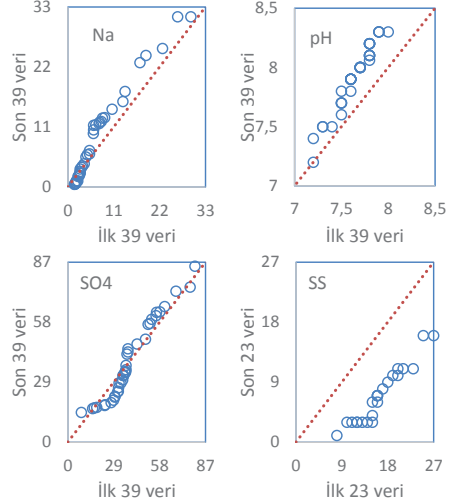 33
22
11
0
Son 39 veri
Na
0 11 22 33
İlk 39 veri
8,5
8
7,5
7
Son 39 veri
pH
7 7,5 8 8,5
İlk 39 veri
87
58
29
0
Son 39 veri
SO4
0 29 58 87
İlk 39 veri
27
18
9
0
Son 23 veri
SS
0 9 18 27
İlk 23 veri